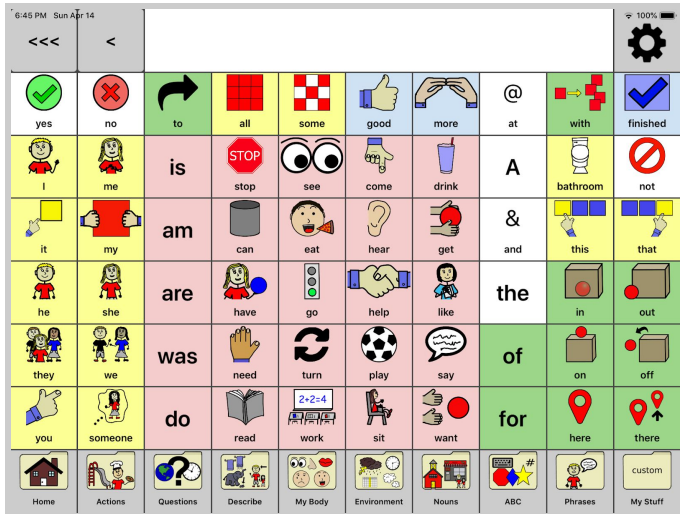 6:45 PM Sun Apr 14 100%
<<< <
yes no to all some good more @ at with finished
I me is STOP stop see come drink A bathroom not
it my am can eat hear get & and this that
he she are have go help like the in out
they we was need turn play say of on off
you someone do read 2+2=4 work sit want for here there
Home Actions ? Questions Describe My Body Environment Nouns # ABC Phrases custom My Stuff